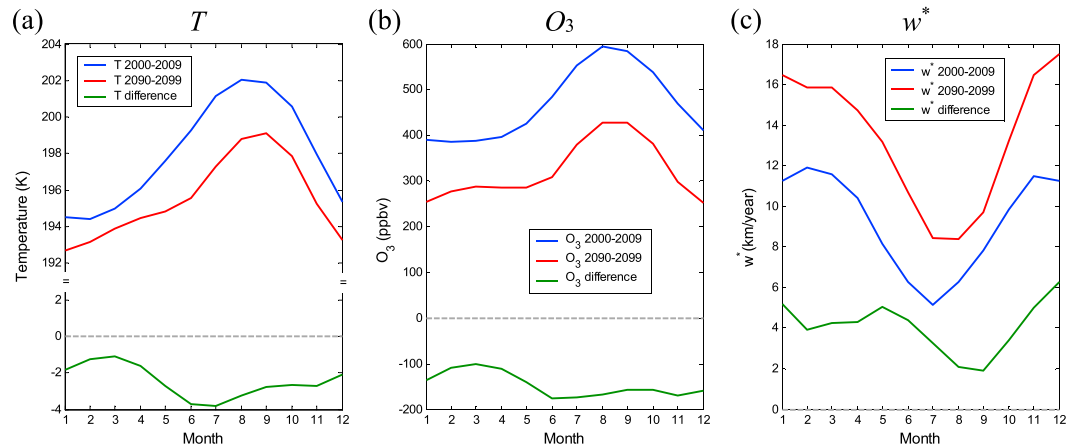 (a) T
204
202
200
198
196
194
192
=
=
2
0
-2
-4
1 2 3 4 5 6 7 8 9 10 11 12
Month
Temperature (K)
T 2000-2009
T 2090-2099
T difference
(b) O3
600
500
400
300
200
100
0
-100
-200
1 2 3 4 5 6 7 8 9 10 11 12
Month
O3 (ppbv)
O3 2000-2009
O3 2090-2099
O3 difference
(c) w*
18
16
14
12
10
8
6
4
2
0
1 2 3 4 5 6 7 8 9 10 11 12
Month
w* (km/year)
w* 2000-2009
w* 2090-2099
w* difference